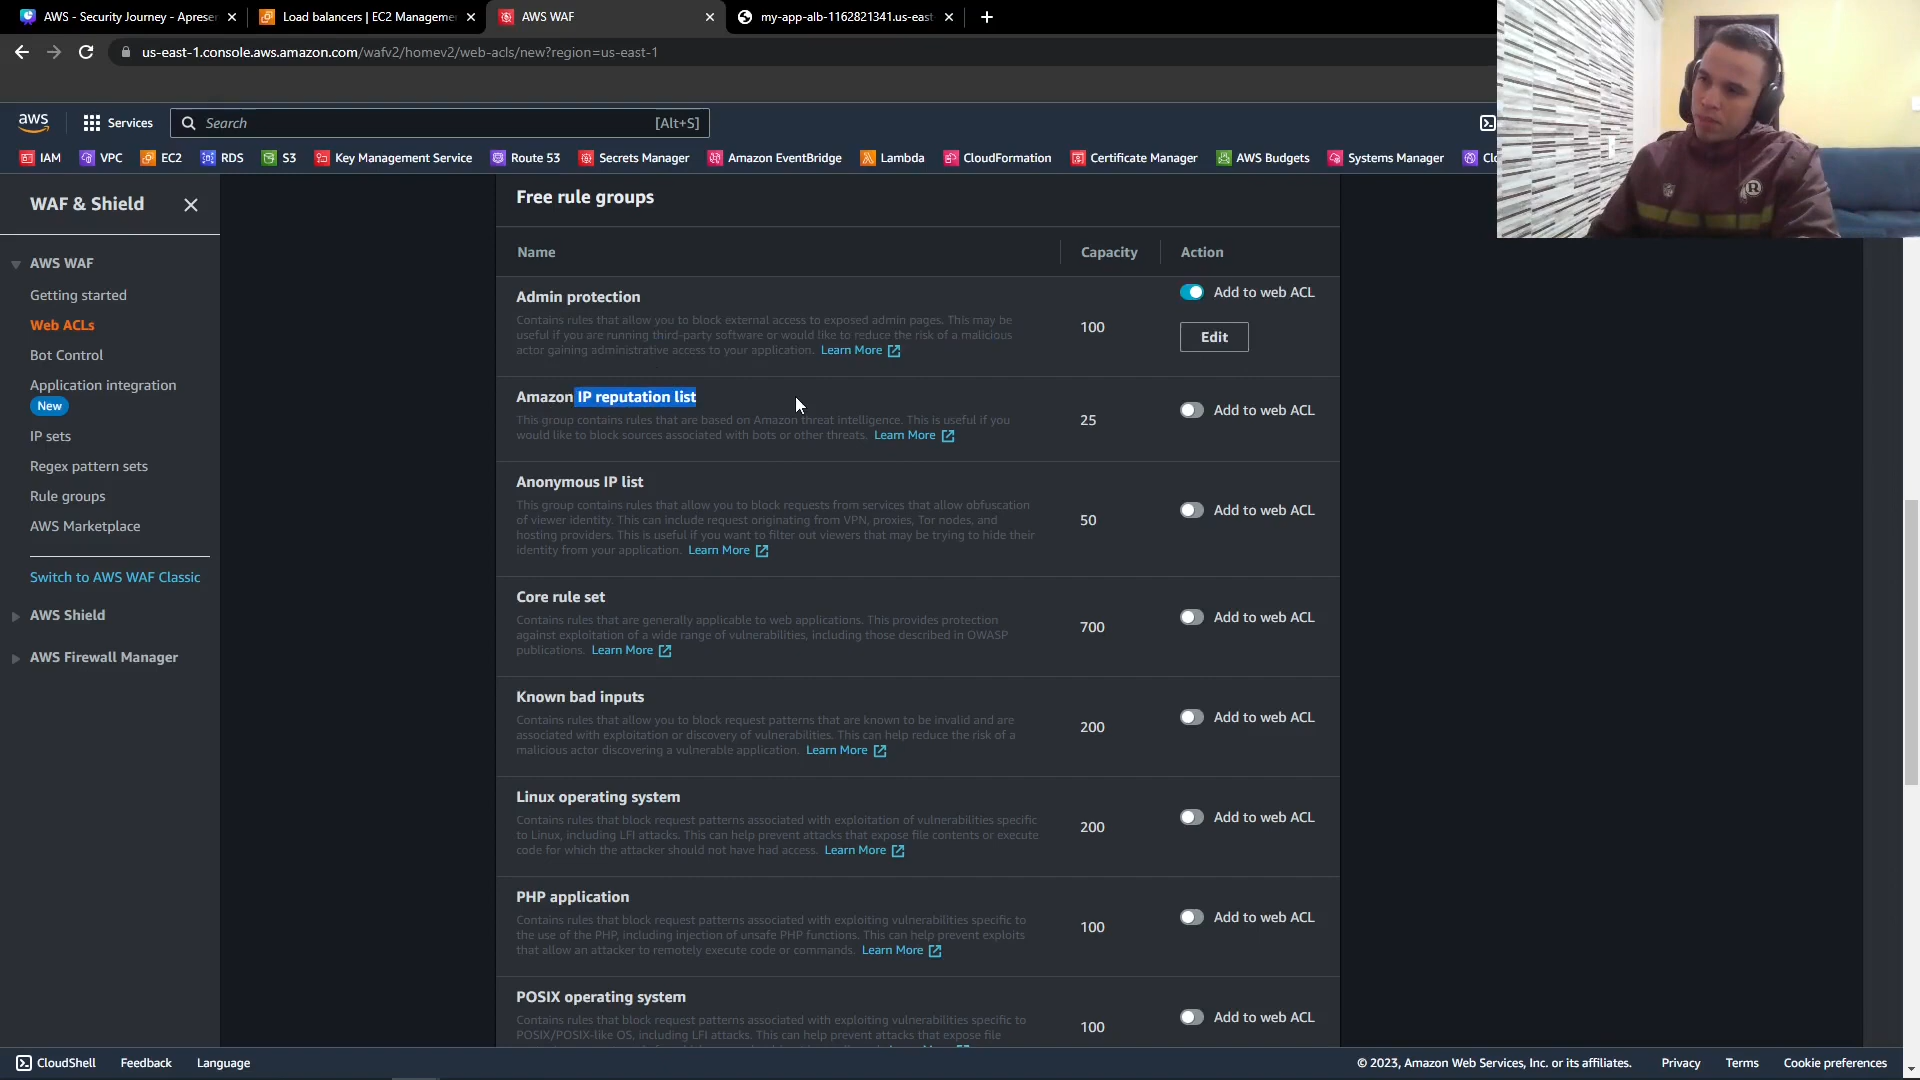 AWS - Security Journey - Apreser
Load balancers | EC2 Manageme
AWS WAF
my-app-alb-1162821341.us-east
us-east-1.console.aws.amazon.com/wafv2/homev2/web-acls/new?region=us-east-1
aws
Services
Search
[Alt+S]
IAM
VPC
EC2
RDS
S3
Key Management Service
Route 53
Secrets Manager
Amazon EventBridge
Lambda
CloudFormation
Certificate Manager
AWS Budgets
Systems Manager
Clo
WAF & Shield
AWS WAF
Getting started
Web ACLs
Bot Control
Application integration
New
IP sets
Regex pattern sets
Rule groups
AWS Marketplace
Switch to AWS WAF Classic
AWS Shield
AWS Firewall Manager
Free rule groups
Name
Capacity
Action
Admin protection
Contains rules that allow you to block external access to exposed admin pages. This may be
useful if you are running third-party software or would like to reduce the risk of a malicious
actor gaining administrative access to your application. Learn More
100
Add to web ACL
Edit
Amazon IP reputation list
This group contains rules that are based on Amazon threat intelligence. This is useful if you
would like to block sources associated with bots or other threats. Learn More
25
Add to web ACL
Anonymous IP list
This group contains rules that allow you to block requests from services that allow obfuscation
of viewer identity. This can include request originating from VPN, proxies, Tor nodes, and
hosting providers. This is useful if you want to filter out viewers that may be trying to hide their
identity from your application. Learn More
50
Add to web ACL
Core rule set
Contains rules that are generally applicable to web applications. This provides protection
against exploitation of a wide range of vulnerabilities, including those described in OWASP
publications. Learn More
700
Add to web ACL
Known bad inputs
Contains rules that allow you to block request patterns that are known to be invalid and are
associated with exploitation or discovery of vulnerabilities. This can help reduce the risk of a
malicious actor discovering a vulnerable application. Learn More
200
Add to web ACL
Linux operating system
Contains rules that block request patterns associated with exploitation of vulnerabilities specific
to Linux, including LFI attacks. This can help prevent attacks that expose file contents or execute
code for which the attacker should not have had access. Learn More
200
Add to web ACL
PHP application
Contains rules that block request patterns associated with exploiting vulnerabilities specific to
the use of the PHP, including injection of unsafe PHP functions. This can help prevent exploits
that allow an attacker to remotely execute code or commands. Learn More
100
Add to web ACL
POSIX operating system
Contains rules that block request patterns associated with exploiting vulnerabilities specific to
POSIX/POSIX-like OS, including LFI attacks. This can help prevent attacks that expose file
100
Add to web ACL
CloudShell
Feedback
Language
© 2023, Amazon Web Services, Inc. or its affiliates.
Privacy
Terms
Cookie preferences